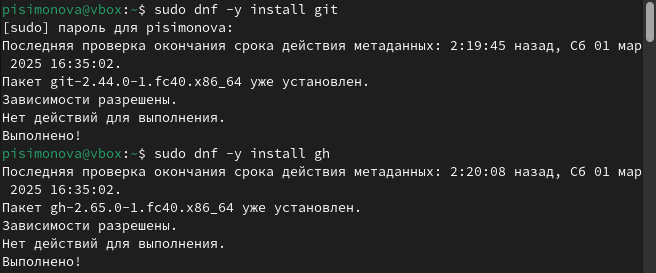 pisimonova@vbox:~$ sudo dnf -y install git
[sudo] пароль для pisimonova:
Последняя проверка окончания срока действия метаданных: 2:19:45 назад, Сб 01 мар
 2025 16:35:02.
Пакет git-2.44.0-1.fc40.x86_64 уже установлен.
Зависимости разрешены.
Нет действий для выполнения.
Выполнено!
pisimonova@vbox:~$ sudo dnf -y install gh
Последняя проверка окончания срока действия метаданных: 2:20:08 назад, Сб 01 мар
 2025 16:35:02.
Пакет gh-2.65.0-1.fc40.x86_64 уже установлен.
Зависимости разрешены.
Нет действий для выполнения.
Выполнено!